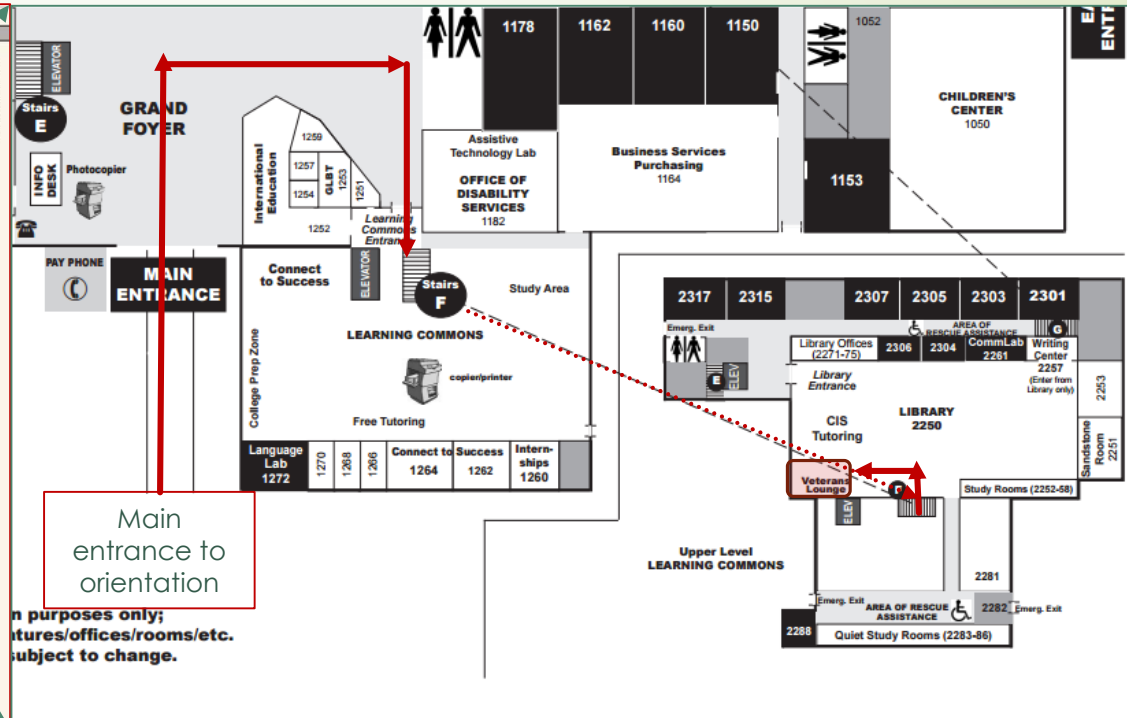 ELEVATOR
Stairs
E
GRAND
FOYER
INFO
DESK
Photocopier
PAY PHONE
MAIN
ENTRANCE
International
Education
1259
1257
1254
GLBT
1253
1251
1252
Learning
Commons
Entrance
1178
1162
1160
1150
1052
Assistive
Technology Lab
OFFICE OF
DISABILITY
SERVICES
1182
Business Services
Purchasing
1164
1153
CHILDREN'S
CENTER
1050
Connect
to Success
ELEVATOR
Stairs
F
Study Area
LEARNING COMMONS
College Prep Zone
copier/printer
Free Tutoring
Language
Lab
1272
1270
1268
1266
Connect to Success
1264
1262
Intern-
ships
1260
Main
entrance to
orientation
n purposes only;
atures/offices/rooms/etc.
subject to change.
2317
2315
2307
2305
2303
2301
Emerg. Exit
AREA OF
RESCUE ASSISTANCE
G
E
ELEV
Library Offices
(2271-75)
2306
2304
CommLab
2261
Writing
Center
2257
(Enter from
Library only)
2253
Library
Entrance
LIBRARY
2250
CIS
Tutoring
Sandstone
Room
2251
Veterans
Lounge
ELEV
Study Rooms (2252-58)
Upper Level
LEARNING COMMONS
2281
Emerg. Exit
AREA OF RESCUE
ASSISTANCE
2282
Emerg. Exit
2288
Quiet Study Rooms (2283-86)